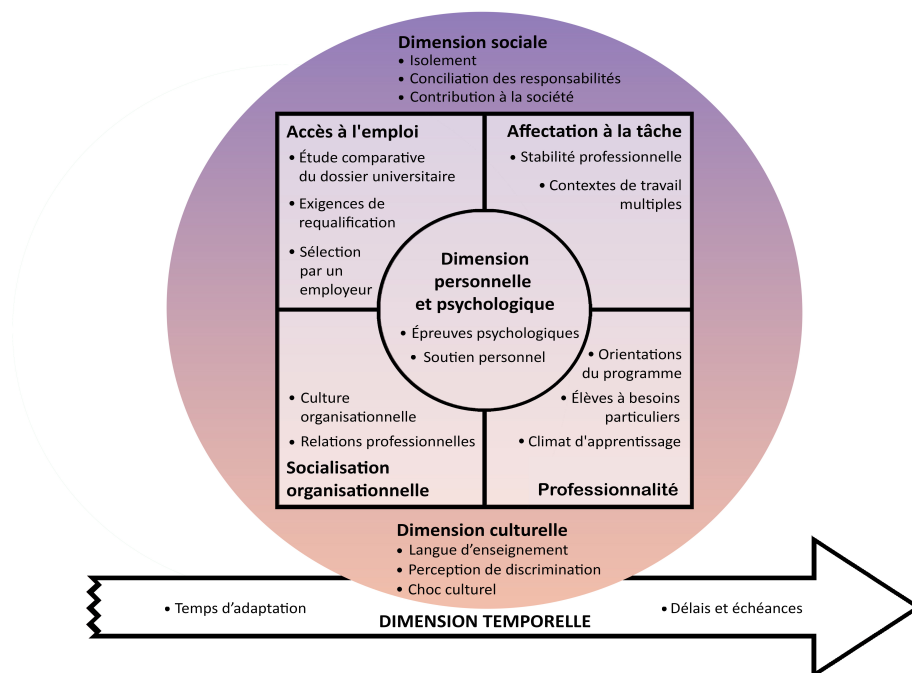 Dimension sociale
• Isolement
• Conciliation des responsabilités
• Contribution à la société
Accès à l'emploi
• Étude comparative
du dossier universitaire
• Exigences de
requalification
• Sélection
par un
employeur
Affectation à la tâche
• Stabilité professionnelle
• Contextes de travail
multiples
Dimension
personnelle
et psychologique
• Épreuves psychologiques
• Soutien personnel
• Culture
organisationnelle
• Relations professionnelles
Socialisation
organisationnelle
• Orientations
du programme
• Élèves à besoins
particuliers
• Climat d'apprentissage
Professionnalité
Dimension culturelle
• Langue d’enseignement
• Perception de discrimination
• Choc culturel
• Temps d’adaptation
• Délais et échéances
DIMENSION TEMPORELLE